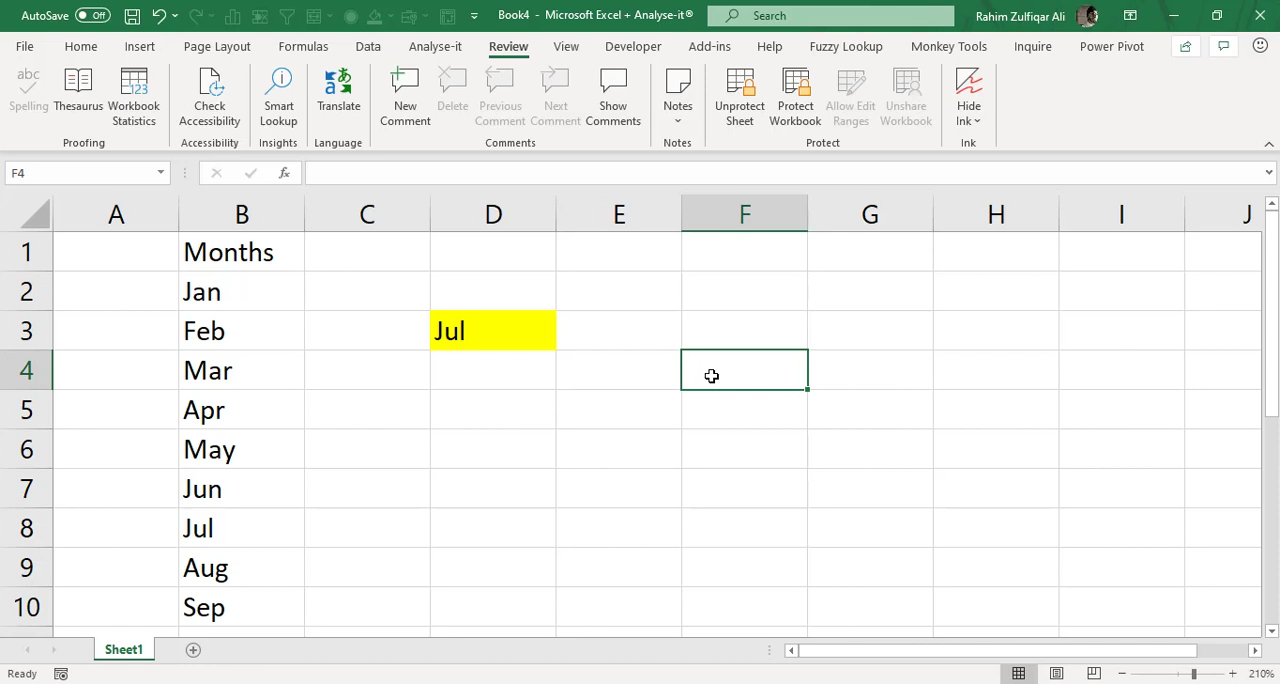 AutoSave Off Book4 - Microsoft Excel + Analyse-it® Search Rahim Zulfiqar Ali
File Home Insert Page Layout Formulas Data Analyse-it Review View Developer Add-ins Help Fuzzy Lookup Monkey Tools Inquire Power Pivot
abc Spelling
Thesaurus
123 Workbook Statistics
Check Accessibility
Smart Lookup
Translate
New Comment
Delete
Previous Comment
Next Comment
Show Comments
Notes
Unprotect Sheet
Protect Workbook
Allow Edit Ranges
Unshare Workbook
Hide Ink
Proofing Accessibility Insights Language Comments Notes Protect Ink
F4 fx
A B C D E F G H I J
1 Months
2 Jan
3 Feb Jul
4 Mar
5 Apr
6 May
7 Jun
8 Jul
9 Aug
10 Sep
Sheet1
Ready 210%